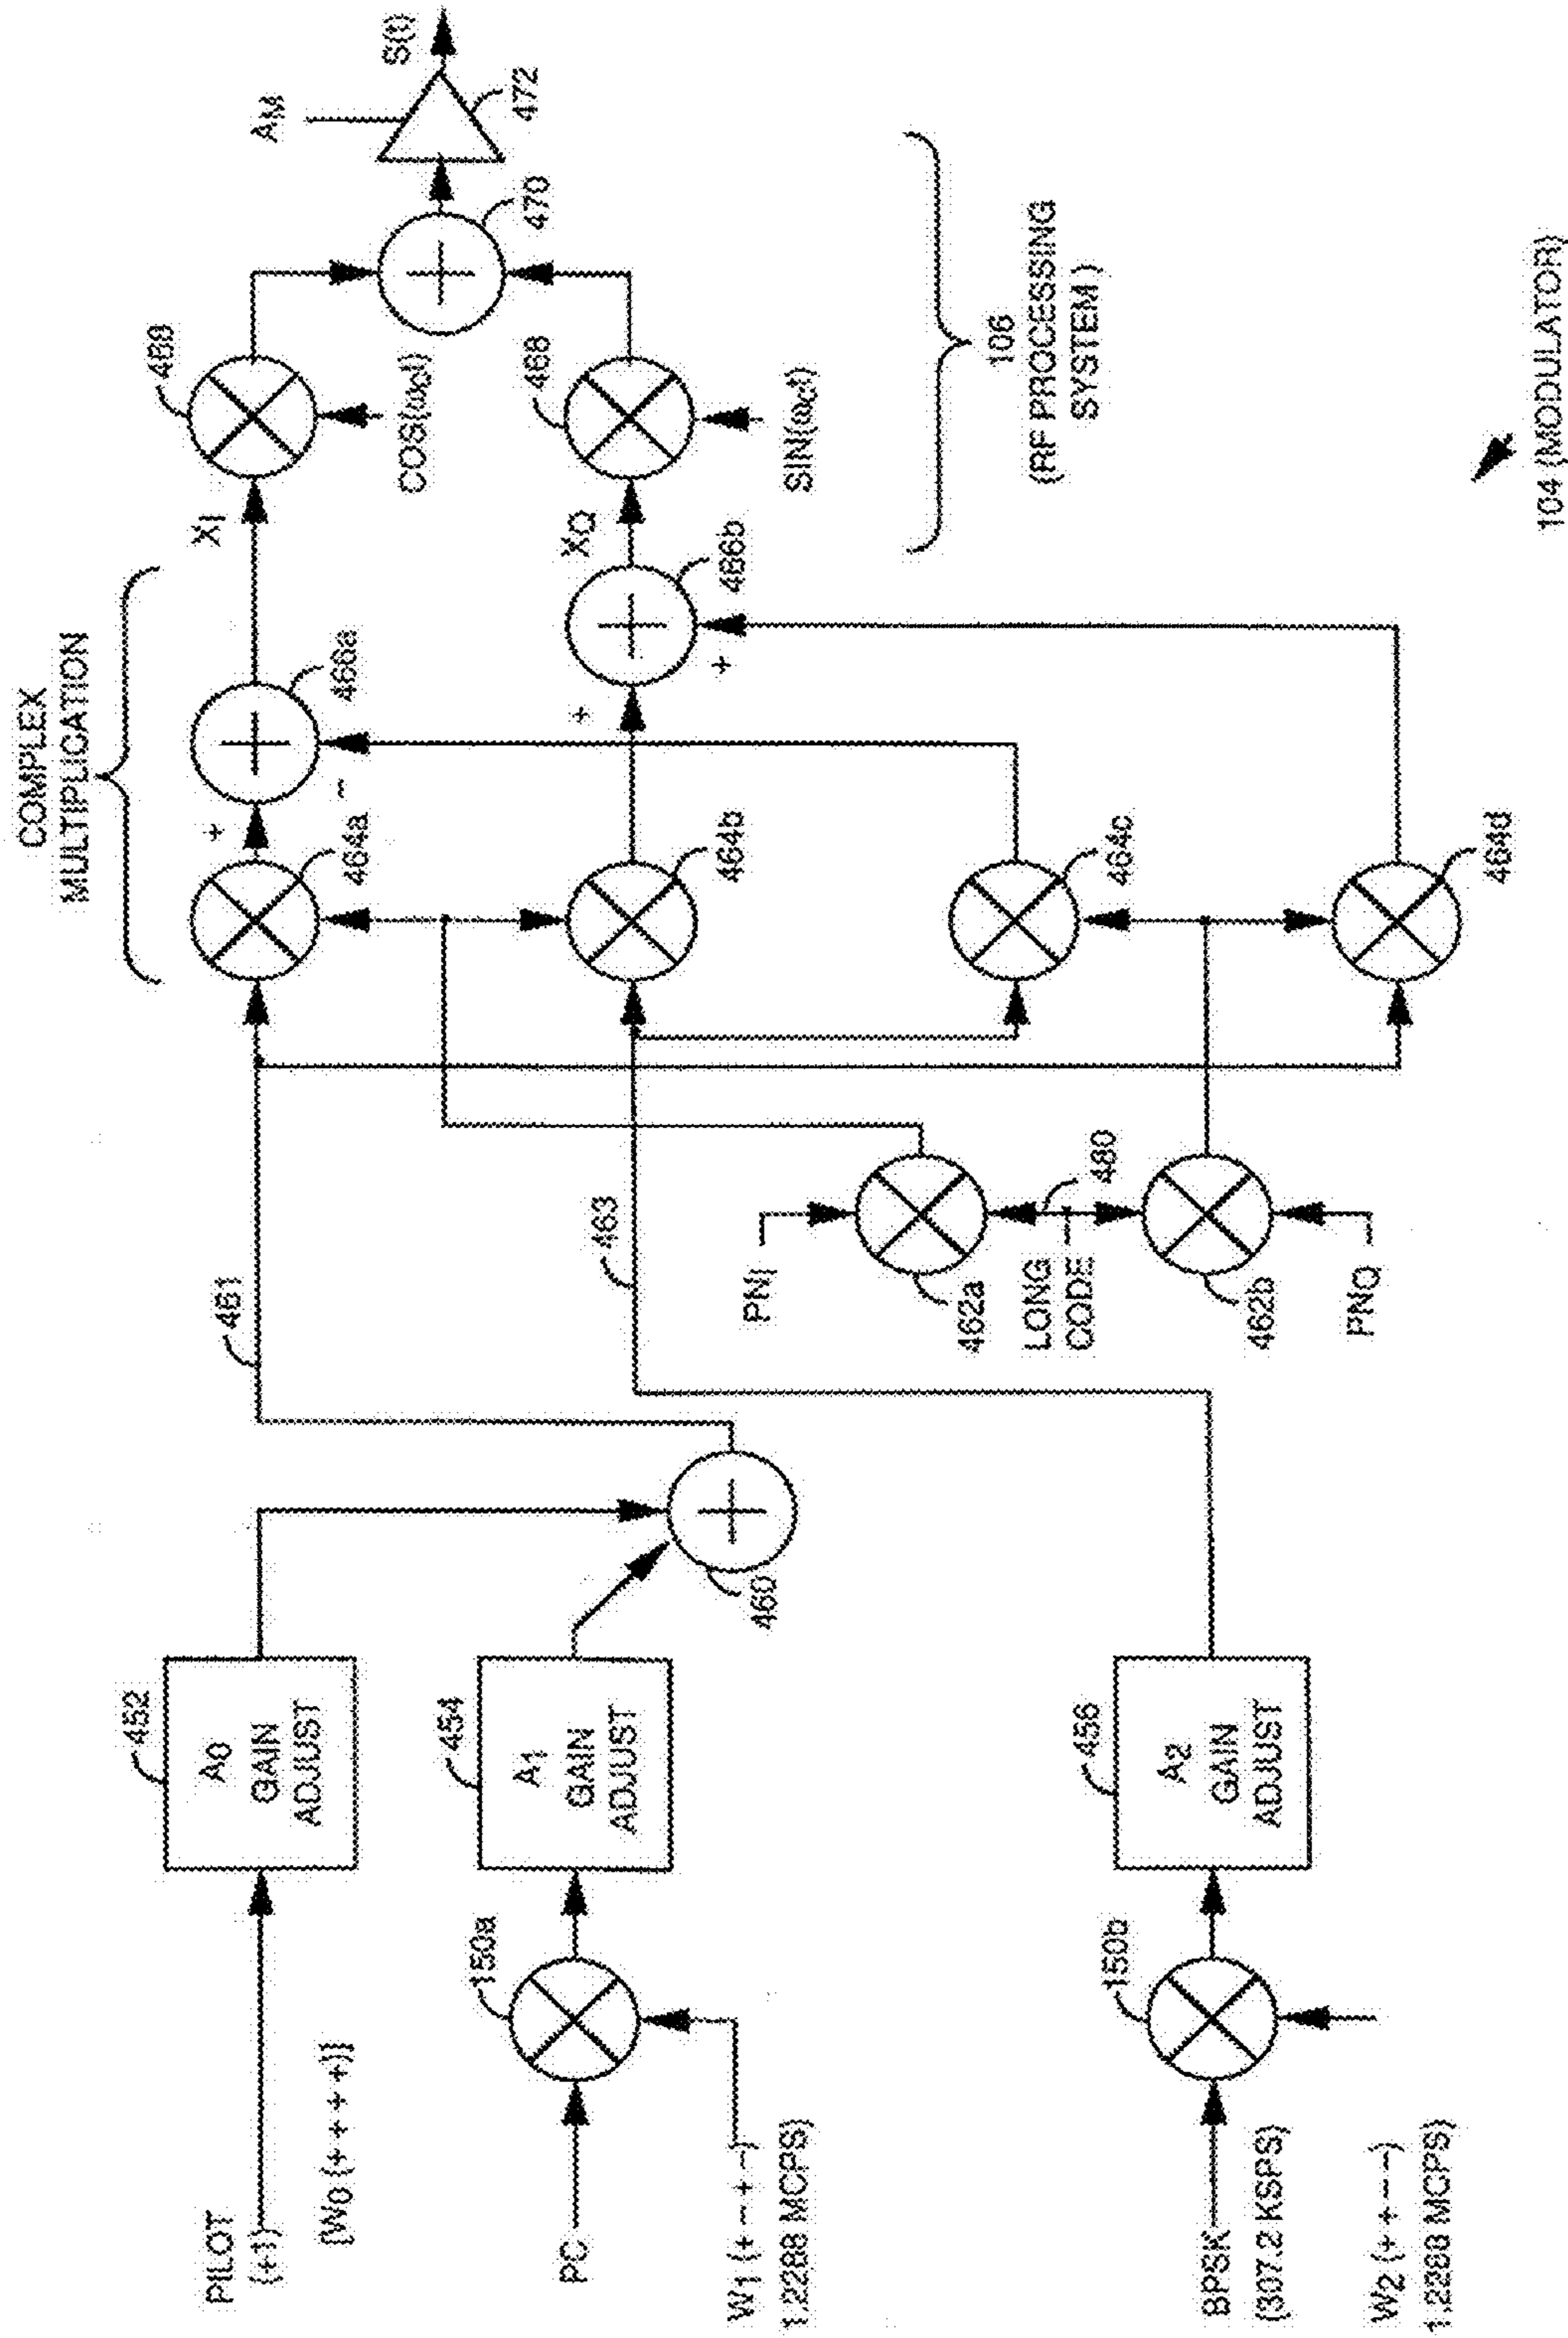 PILOT
(+1)
[W0 (+ + + +)]
452
A0
GAIN
ADJUST
PC
150a
W1 (+ - + -)
1.2288 MCPS)
454
A1
GAIN
ADJUST
460
BPSK
(307.2 KSPS)
150b
W2 (+ + - -)
1.2288 MCPS)
456
A2
GAIN
ADJUST
461
463
PNI
462a
LONG
CODE
480
462b
PNQ
COMPLEX
MULTIPLICATION
464a
+
-
466a
464b
+
+
466b
464c
464d
XI
468
COS(ωct)
XQ
468
SIN(ωct)
470
AM
472
S(t)
106
(RF PROCESSING
SYSTEM )
104 (MODULATOR)